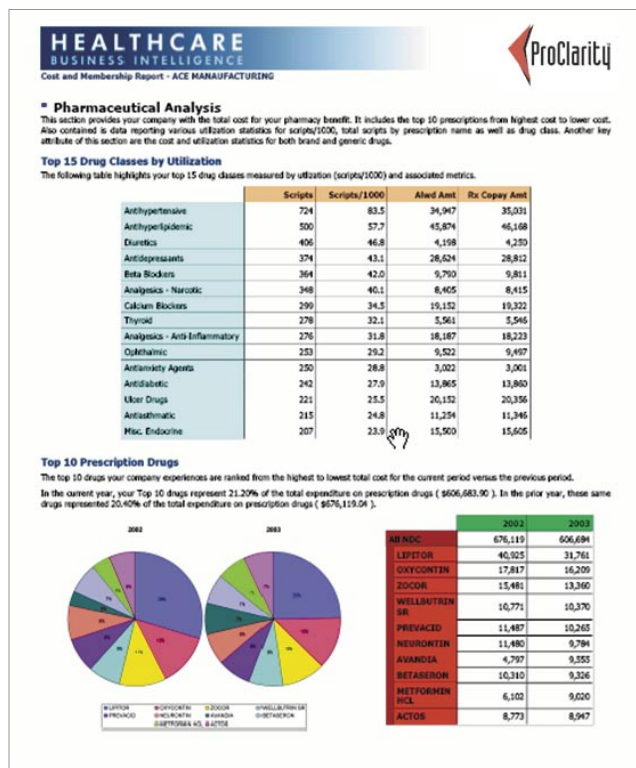 HEALTHCARE
BUSINESS INTELLIGENCE
ProClarity
Cost and Membership Report - ACE MANAUFACTURING
Pharmaceutical Analysis
This section provides your company with the total cost for your pharmacy benefit. It includes the top 10 prescriptions from highest cost to lower cost.
Also contained is data reporting various utilization statistics for scripts/1000, total scripts by prescription name as well as drug class. Another key
attribute of this section are the cost and utilization statistics for both brand and generic drugs.
Top 15 Drug Classes by Utilization
The following table highlights your top 15 drug classes measured by utlization (scripts/1000) and associated metrics.
Scripts Scripts/1000 Alwd Amt Rx Copay Amt
Antihypertensive 724 83.5 34,947 35,031
Antihyperlipidemic 500 57.7 45,874 46,168
Diuretics 406 46.8 4,198 4,250
Antidepressants 374 43.1 28,624 28,812
Beta Blockers 364 42.0 9,790 9,811
Analgesics - Narcotic 348 40.1 8,405 8,415
Calcium Blockers 299 34.5 19,152 19,322
Thyroid 278 32.1 5,561 5,546
Analgesics - Anti-Inflammatory 276 31.8 18,187 18,223
Ophthalmic 253 29.2 9,522 9,497
Antianxiety Agents 250 28.8 3,022 3,001
Antidiabetic 242 27.9 13,865 13,860
Ulcer Drugs 221 25.5 20,152 20,356
Antiasthmatic 215 24.8 11,254 11,346
Misc. Endocrine 207 23.9 15,500 15,605
Top 10 Prescription Drugs
The top 10 drugs your company experiences are ranked from the highest to lowest total cost for the current period versus the previous period.
In the current year, your Top 10 drugs represent 21.20% of the total expenditure on prescription drugs ( $606,683.90 ). In the prior year, these same
drugs represented 20.40% of the total expenditure on prescription drugs ( $676,119.04 ).
2002 2003
LIPITOR OXYCONTIN ZOCOR WELLBUTRIN SR
PREVACID NEURONTIN AVANDIA BETASERON
METFORMIN HCL ACTOS
2002 2003
All NDC 676,119 606,684
LIPITOR 40,925 31,761
OXYCONTIN 17,817 16,209
ZOCOR 15,481 13,360
WELLBUTRIN
SR 10,771 10,370
PREVACID 11,487 10,265
NEURONTIN 11,480 9,784
AVANDIA 4,797 9,555
BETASERON 10,310 9,326
METFORMIN
HCL 6,102 9,020
ACTOS 8,773 8,947